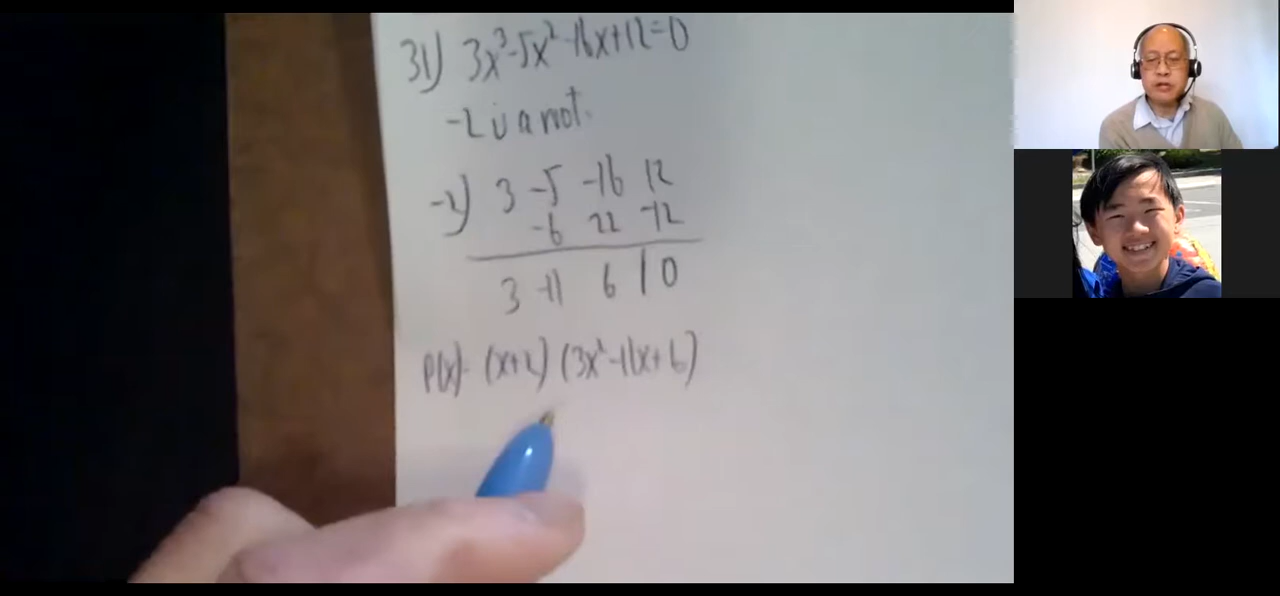 31) 3x³-5x²-16x+12=0
-2 is a root.
-2) 3 -5 -16 12
-6 22 -12
3 -11 6 | 0
P(x)= (x+2) (3x²-11x+6)